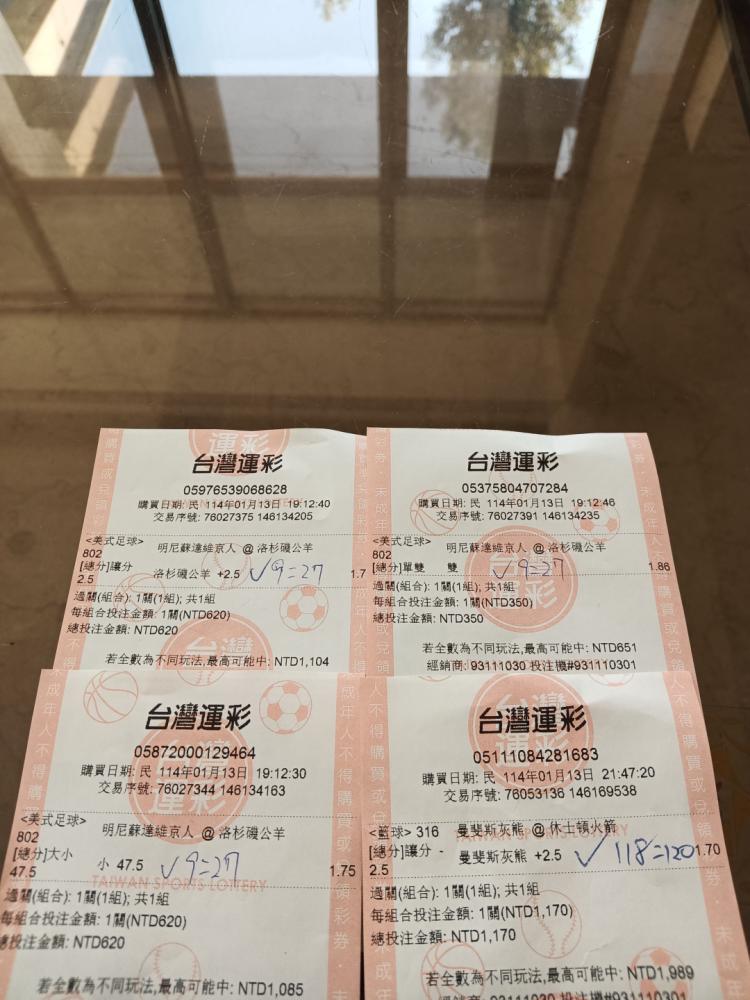 台灣運彩
05976539068628
購買日期: 民 114年01月13日 19:12:40
交易序號: 76027375 146134205
<美式足球>
802 明尼蘇達維京人 @ 洛杉磯公羊
[總分]讓分
2.5 洛杉磯公羊 +2.5 ✓9=27 1.7
過關(組合): 1關(1組); 共1組
每組合投注金額: 1關(NTD620)
總投注金額: NTD620
若全數為不同玩法,最高可能中: NTD1,104
台灣運彩
05375804707284
購買日期: 民 114年01月13日 19:12:46
交易序號: 76027391 146134235
<美式足球>
802 明尼蘇達維京人 @ 洛杉磯公羊
[總分]單雙 雙 ✓9=27 1.86
過關(組合): 1關(1組); 共1組
每組合投注金額: 1關(NTD350)
總投注金額: NTD350
若全數為不同玩法,最高可能中: NTD651
經銷商: 93111030 投注機#931110301
台灣運彩
05872000129464
購買日期: 民 114年01月13日 19:12:30
交易序號: 76027344 146134163
<美式足球>
802 明尼蘇達維京人 @ 洛杉磯公羊
[總分]大小
47.5 小 47.5 ✓9=27 1.75
TAIWAN SPORTS LOTTERY
過關(組合): 1關(1組); 共1組
每組合投注金額: 1關(NTD620)
總投注金額: NTD620
若全數為不同玩法,最高可能中: NTD1,085
台灣運彩
05111084281683
購買日期: 民 114年01月13日 21:47:20
交易序號: 76053136 146169538
<籃球> 316 曼斐斯灰熊 @ 休士頓火箭
[總分]讓分 -
2.5 曼斐斯灰熊 +2.5 ✓118=120 1.70
過關(組合): 1關(1組); 共1組
每組合投注金額: 1關(NTD1,170)
總投注金額: NTD1,170
若全數為不同玩法,最高可能中: NTD1,989
經銷商: 93111030 投注機#931110301